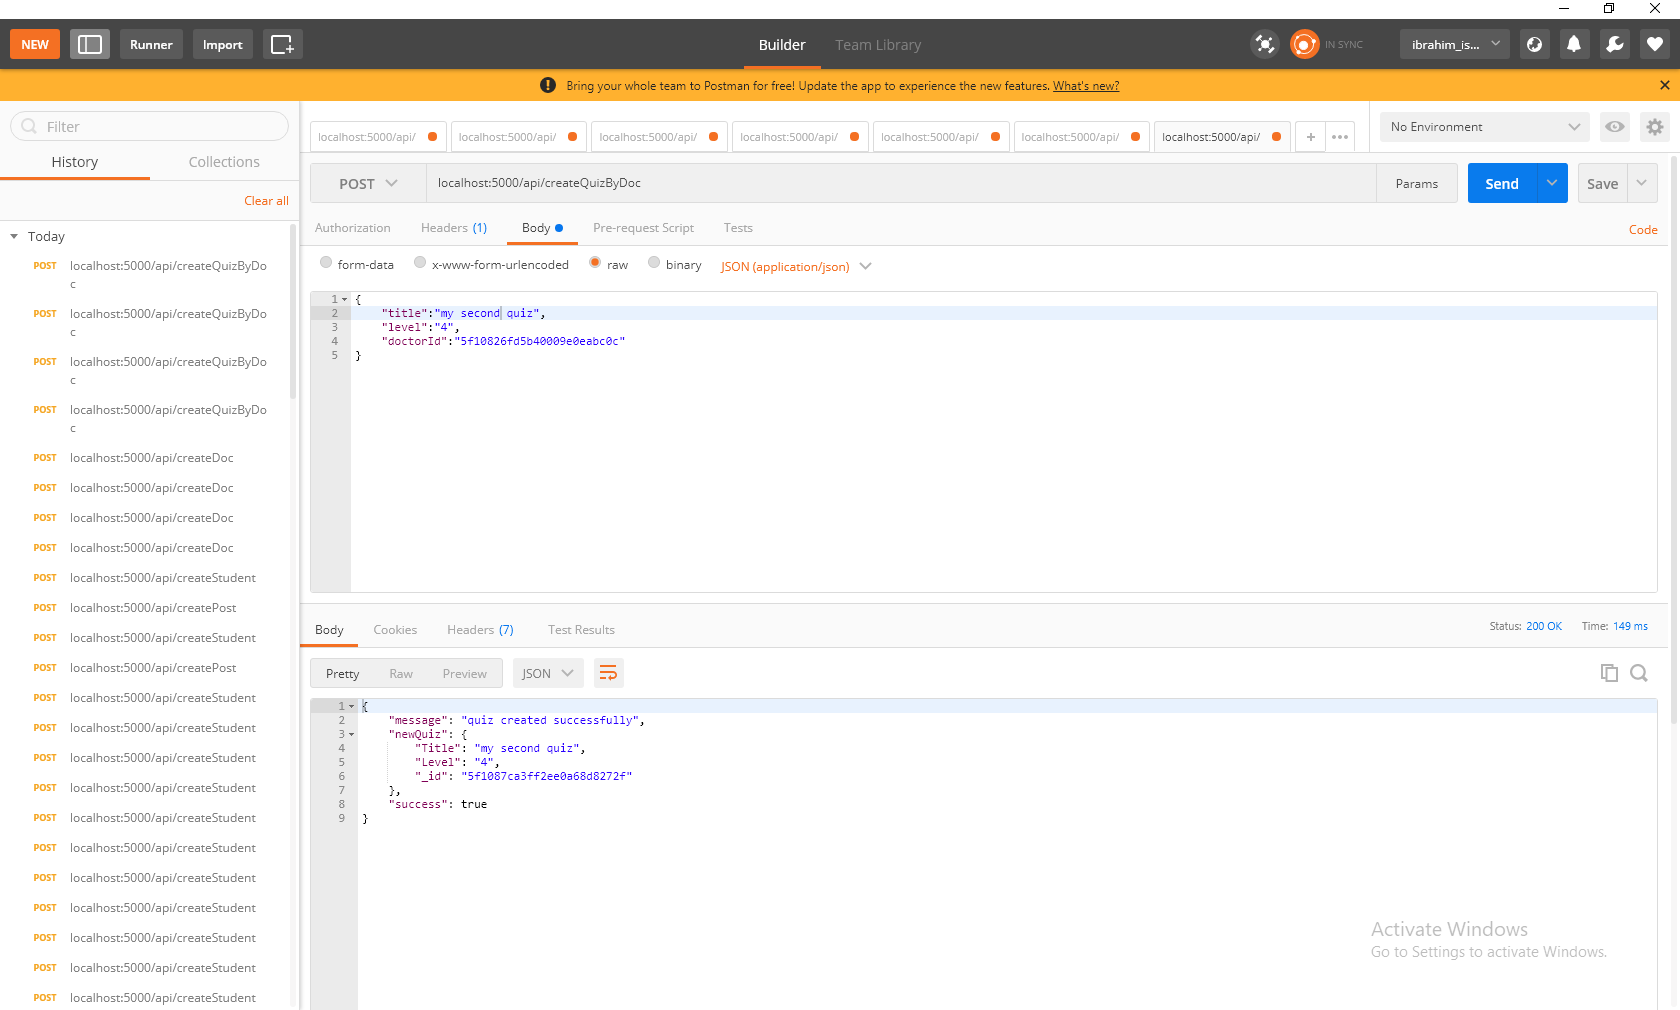 NEW
Runner
Import
Builder
Team Library
IN SYNC
ibrahim_is...
Bring your whole team to Postman for free! Update the app to experience the new features. What's new?
Filter
History
Collections
Clear all
Today
POST localhost:5000/api/createQuizByDo
c
POST localhost:5000/api/createQuizByDo
c
POST localhost:5000/api/createQuizByDo
c
POST localhost:5000/api/createQuizByDo
c
POST localhost:5000/api/createDoc
POST localhost:5000/api/createDoc
POST localhost:5000/api/createDoc
POST localhost:5000/api/createDoc
POST localhost:5000/api/createStudent
POST localhost:5000/api/createPost
POST localhost:5000/api/createStudent
POST localhost:5000/api/createPost
POST localhost:5000/api/createStudent
POST localhost:5000/api/createStudent
POST localhost:5000/api/createStudent
POST localhost:5000/api/createStudent
POST localhost:5000/api/createStudent
POST localhost:5000/api/createStudent
POST localhost:5000/api/createStudent
POST localhost:5000/api/createStudent
POST localhost:5000/api/createStudent
POST localhost:5000/api/createStudent
POST localhost:5000/api/createStudent
localhost:5000/api/
localhost:5000/api/
localhost:5000/api/
localhost:5000/api/
localhost:5000/api/
localhost:5000/api/
localhost:5000/api/
+
•••
No Environment
POST
localhost:5000/api/createQuizByDoc
Params
Send
Save
Authorization
Headers (1)
Body
Pre-request Script
Tests
Code
form-data
x-www-form-urlencoded
raw
binary
JSON (application/json)
1 {
2 "title":"my second quiz",
3 "level":"4",
4 "doctorId":"5f10826fd5b40009e0eabc0c"
5 }
Body
Cookies
Headers (7)
Test Results
Status: 200 OK
Time: 149 ms
Pretty
Raw
Preview
JSON
1 {
2 "message": "quiz created successfully",
3 "newQuiz": {
4 "Title": "my second quiz",
5 "Level": "4",
6 "_id": "5f1087ca3ff2ee0a68d8272f"
7 },
8 "success": true
9 }
Activate Windows
Go to Settings to activate Windows.